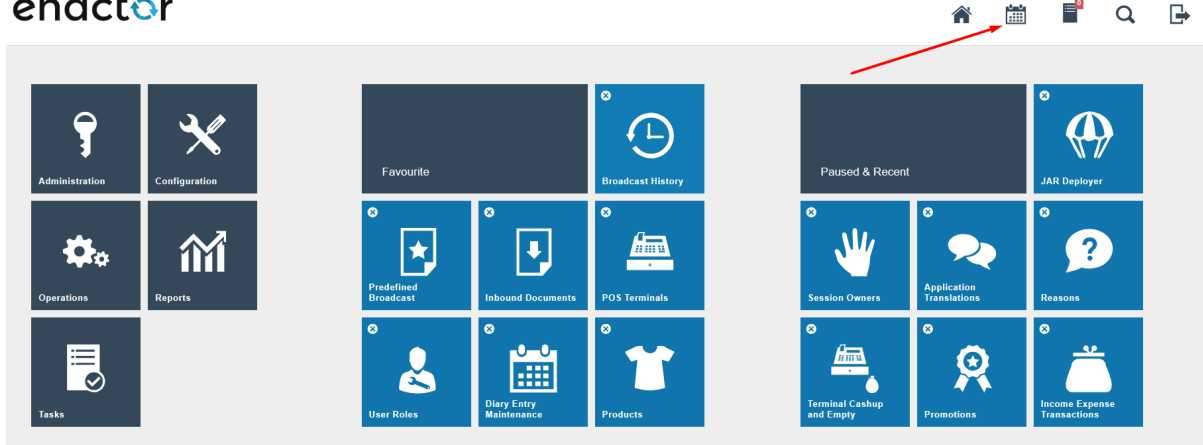 enactor
0
Administration
Configuration
Operations
Reports
Tasks
Favourite
Broadcast History
Predefined
Broadcast
Inbound Documents
POS Terminals
User Roles
Diary Entry
Maintenance
Products
Paused & Recent
JAR Deployer
Session Owners
Application
Translations
Reasons
Terminal Cashup
and Empty
Promotions
Income Expense
Transactions